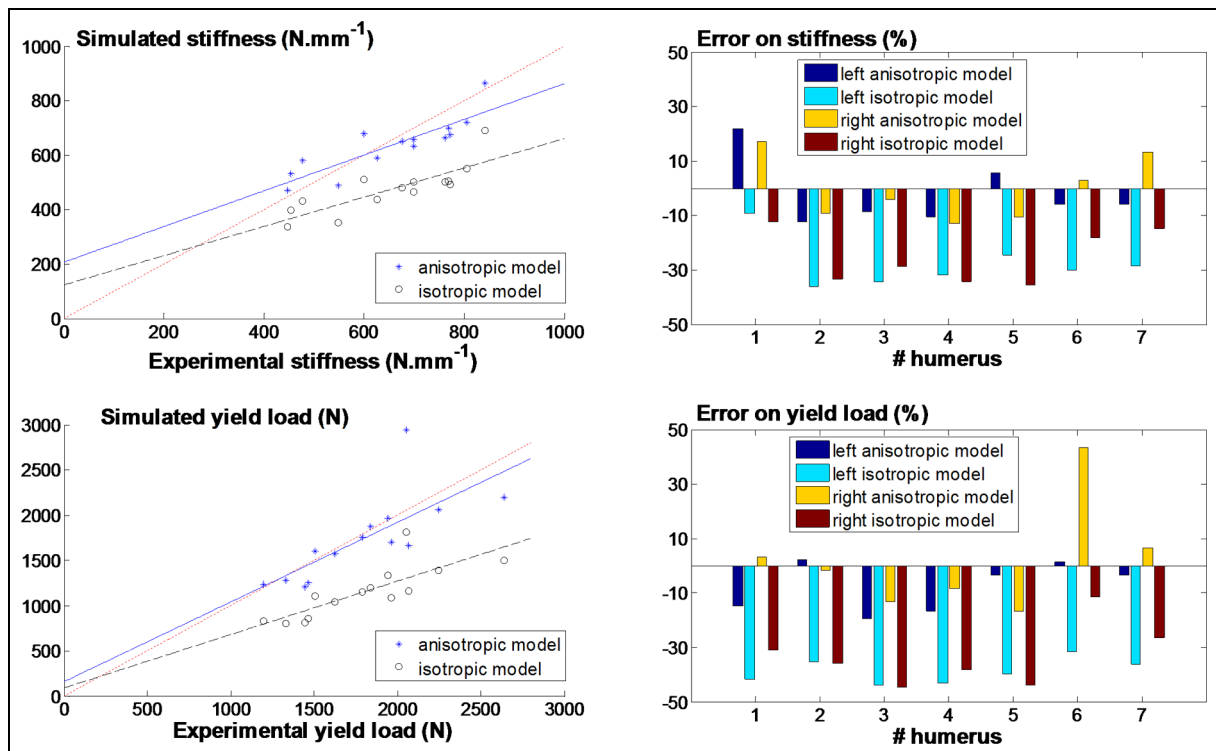 Simulated stiffness (N.mm-1)
1000
800
600
400
200
0
0 200 400 600 800 1000
anisotropic model
isotropic model
Experimental stiffness (N.mm-1)
Error on stiffness (%)
50
30
10
-10
-30
-50
left anisotropic model
left isotropic model
right anisotropic model
right isotropic model
1 2 3 4 5 6 7
# humerus
Simulated yield load (N)
3000
2500
2000
1500
1000
500
0
0 500 1000 1500 2000 2500 3000
anisotropic model
isotropic model
Experimental yield load (N)
Error on yield load (%)
50
30
10
-10
-30
-50
left anisotropic model
left isotropic model
right anisotropic model
right isotropic model
1 2 3 4 5 6 7
# humerus